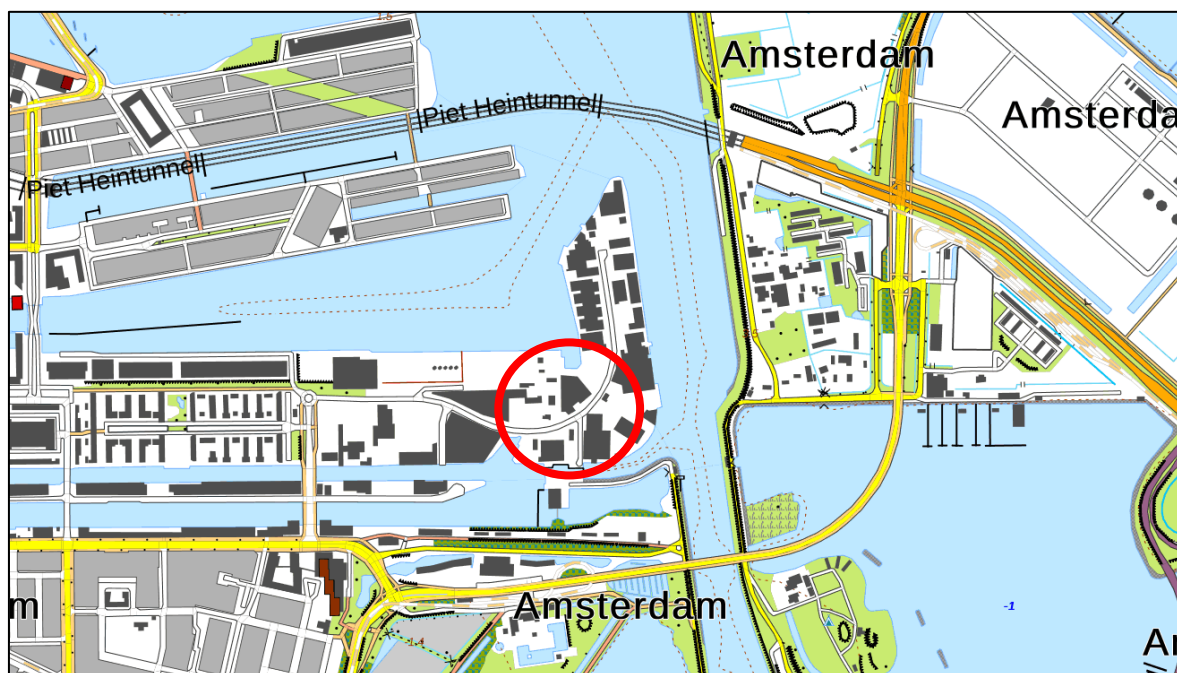 Amsterdam
Amsterda
|Piet Heintunnel|
/Piet Heintunnel|
Amsterdam
m
-1
Ar